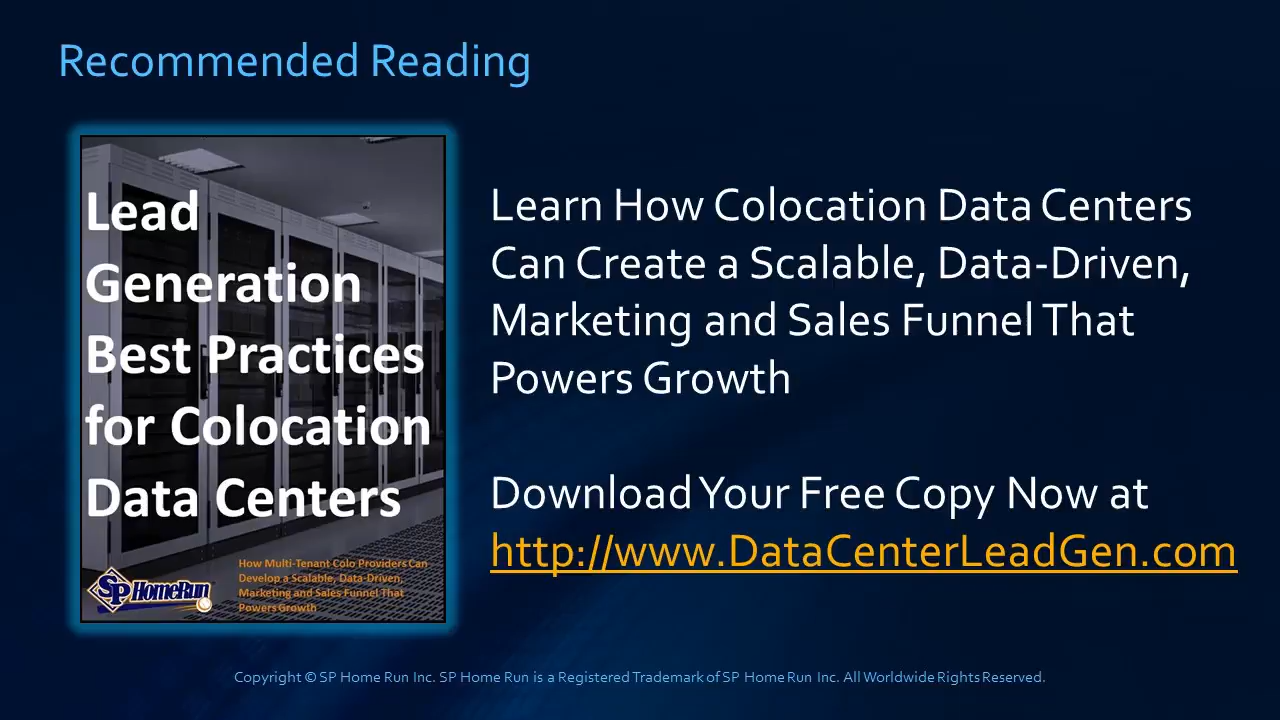 Recommended Reading
Lead
Generation
Best Practices
for Colocation
Data Centers
How Multi-Tenant Colo Providers Can
Develop a Scalable, Data-Driven,
Marketing and Sales Funnel That
Powers Growth
SP HomeRun
Learn How Colocation Data Centers
Can Create a Scalable, Data-Driven,
Marketing and Sales Funnel That
Powers Growth
Download Your Free Copy Now at
http://www.DataCenterLeadGen.com
Copyright © SP Home Run Inc. SP Home Run is a Registered Trademark of SP Home Run Inc. All Worldwide Rights Reserved.